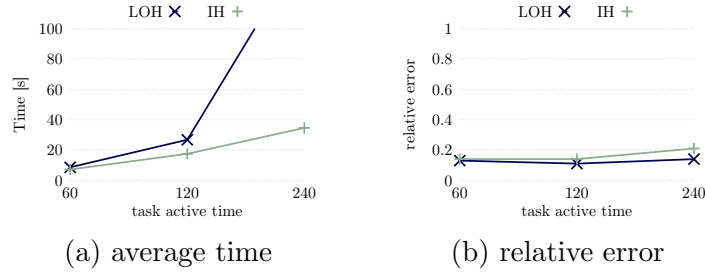 LOH IH
100
80
60
40
20
0
Time [s]
60 120 240
task active time
(a) average time
LOH IH
1
0.8
0.6
0.4
0.2
0
relative error
60 120 240
task active time
(b) relative error